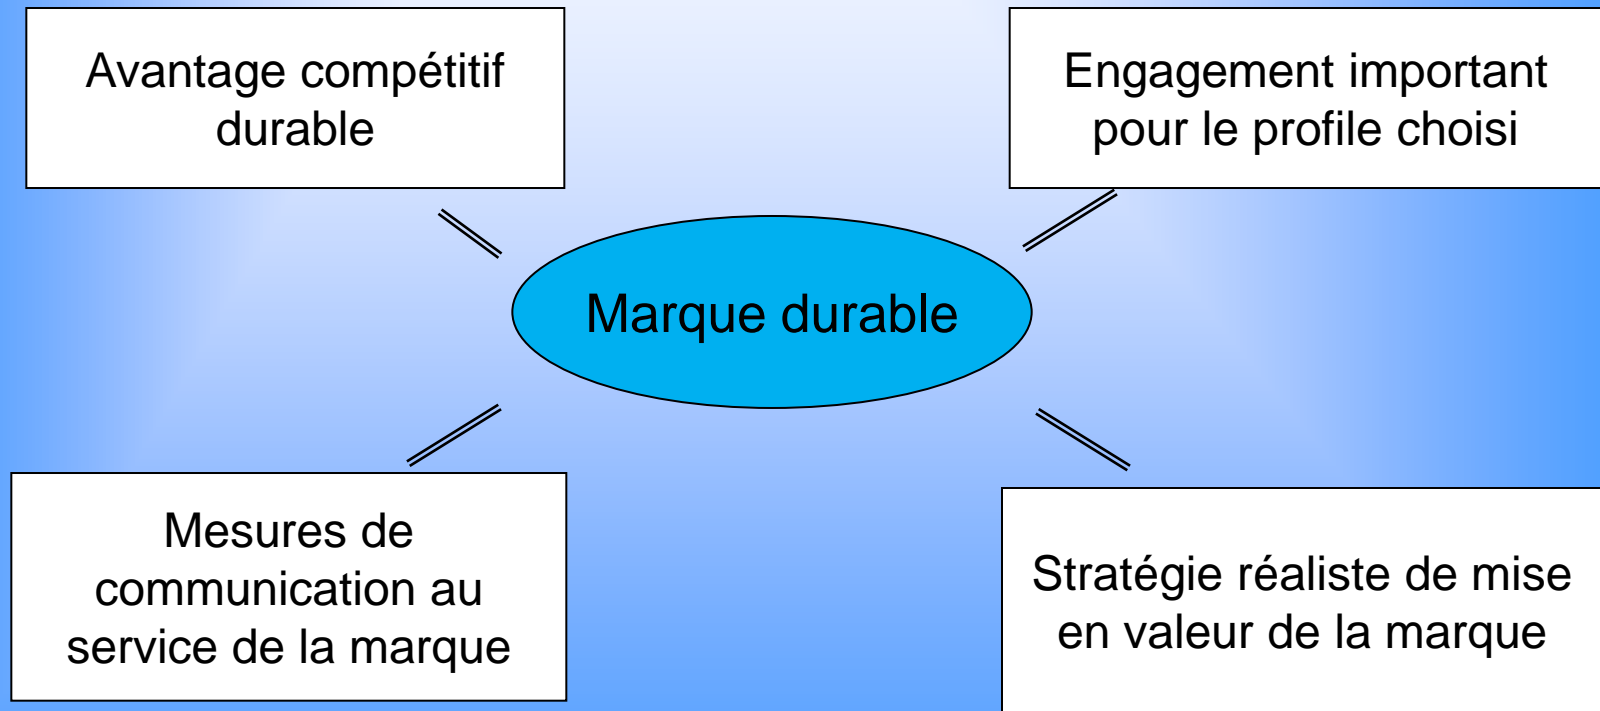 Avantage compétitif
durable
Engagement important
pour le profile choisi
Marque durable
Mesures de
communication au
service de la marque
Stratégie réaliste de mise
en valeur de la marque